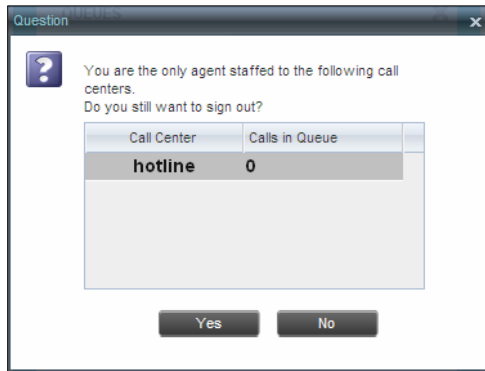 QUEUES
Question
x
?
You are the only agent staffed to the following call
centers.
Do you still want to sign out?
Call Center Calls in Queue
hotline 0
Yes No